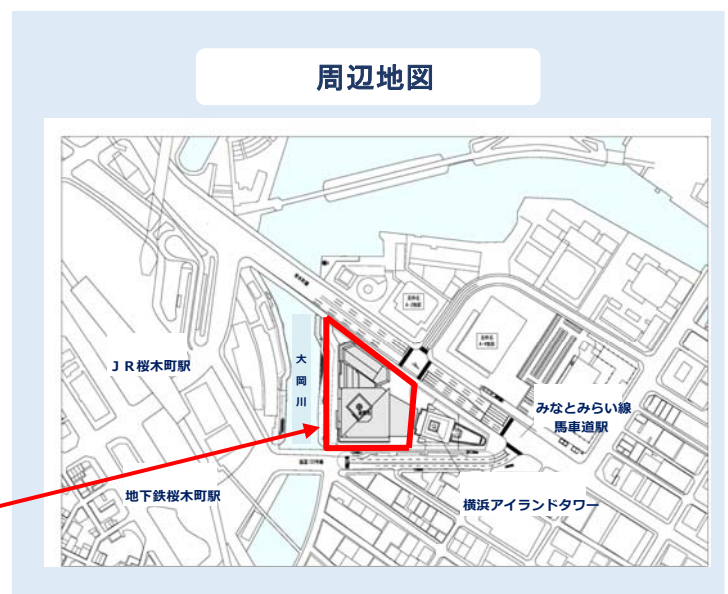 周辺地図
ＪＲ桜木町駅
大
岡
川
みなとみらい線
馬車道駅
地下鉄桜木町駅
横浜アイランドタワー